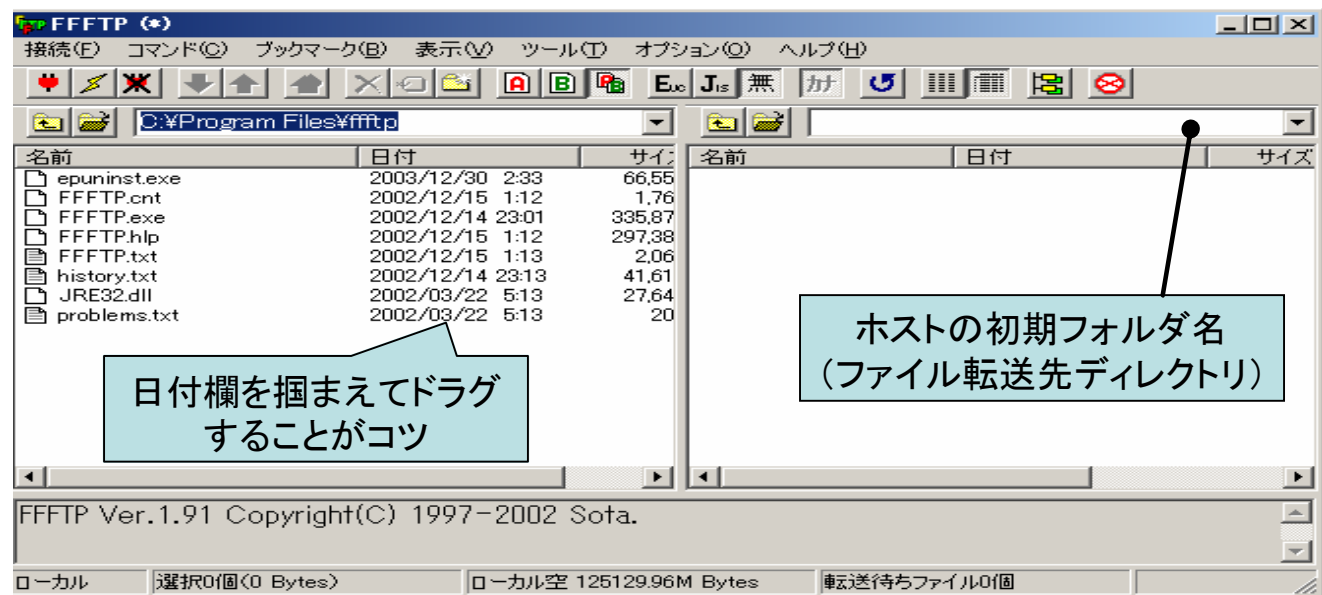 FFFTP (*)
接続(F) コマンド(C) ブックマーク(B) 表示(V) ツール(T) オプション(O) ヘルプ(H)
A B Euc JIS 無 カナ
C:¥Program Files¥ffftp
名前 日付 サイズ 名前 日付 サイズ
epuninst.exe 2003/12/30 2:33 66,55
FFFTP.cnt 2002/12/15 1:12 1,76
FFFTP.exe 2002/12/14 23:01 335,87
FFFTP.hlp 2002/12/15 1:12 297,38
FFFTP.txt 2002/12/15 1:13 2,06
history.txt 2002/12/14 23:13 41,61
JRE32.dll 2002/03/22 5:13 27,64
problems.txt 2002/03/22 5:13 20
日付欄を掴まえてドラグ
することがコツ
ホストの初期フォルダ名
(ファイル転送先ディレクトリ)
FFFTP Ver.1.91 Copyright(C) 1997-2002 Sota.
ローカル 選択0個(0 Bytes) ローカル空 125129.96M Bytes 転送待ちファイル0個